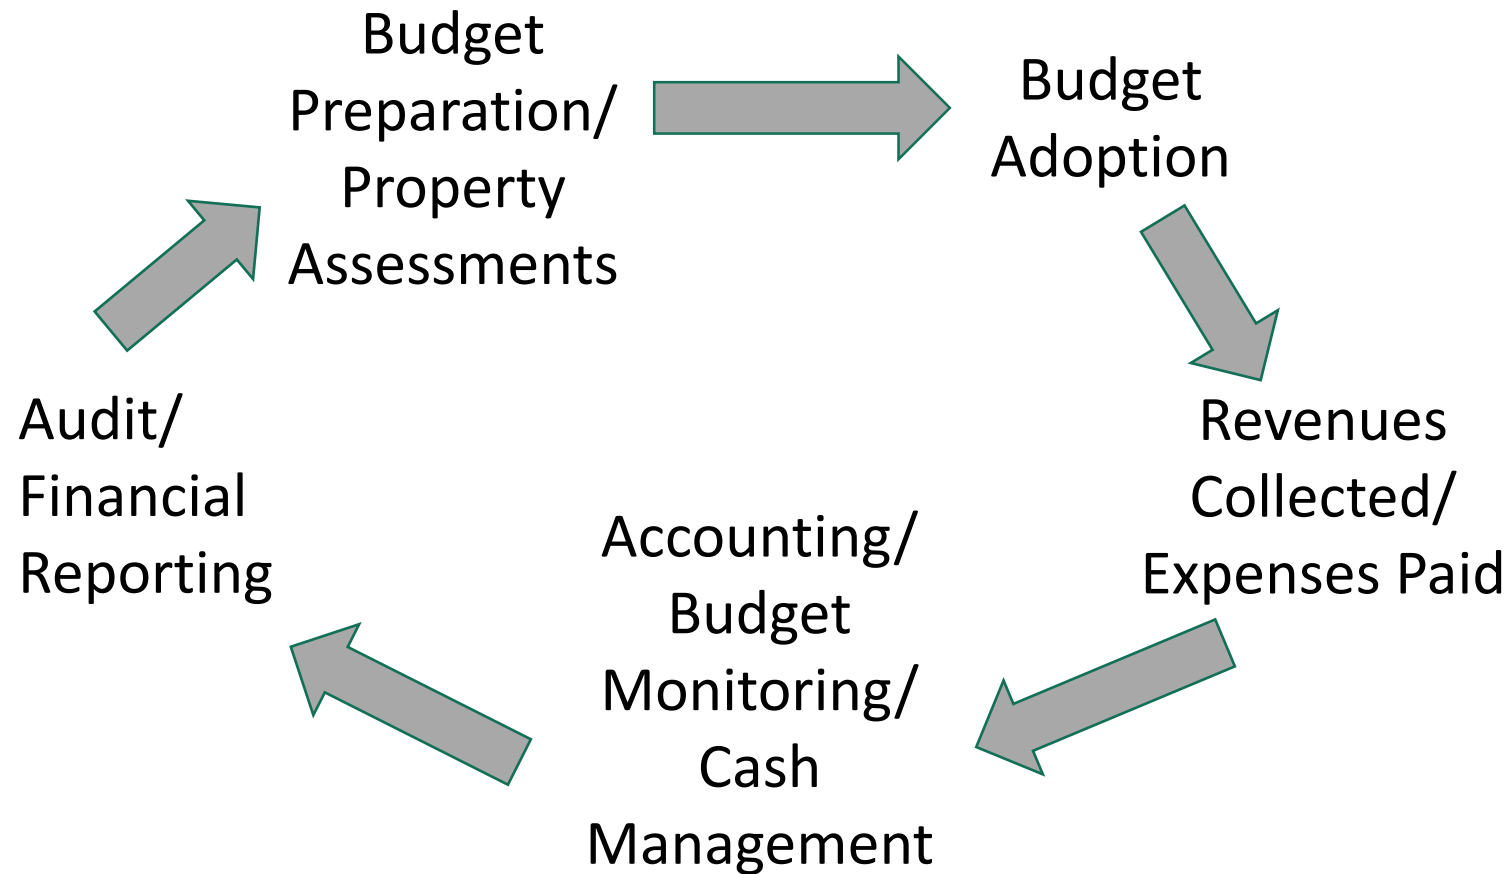 Budget
Preparation/
Property
Assessments
Budget
Adoption
Revenues
Collected/
Expenses Paid
Accounting/
Budget
Monitoring/
Cash
Management
Audit/
Financial
Reporting